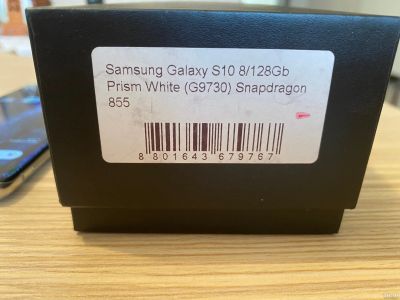 Samsung Galaxy S10 8/128Gb
Prism White (G9730) Snapdragon
855
8 801643 679767